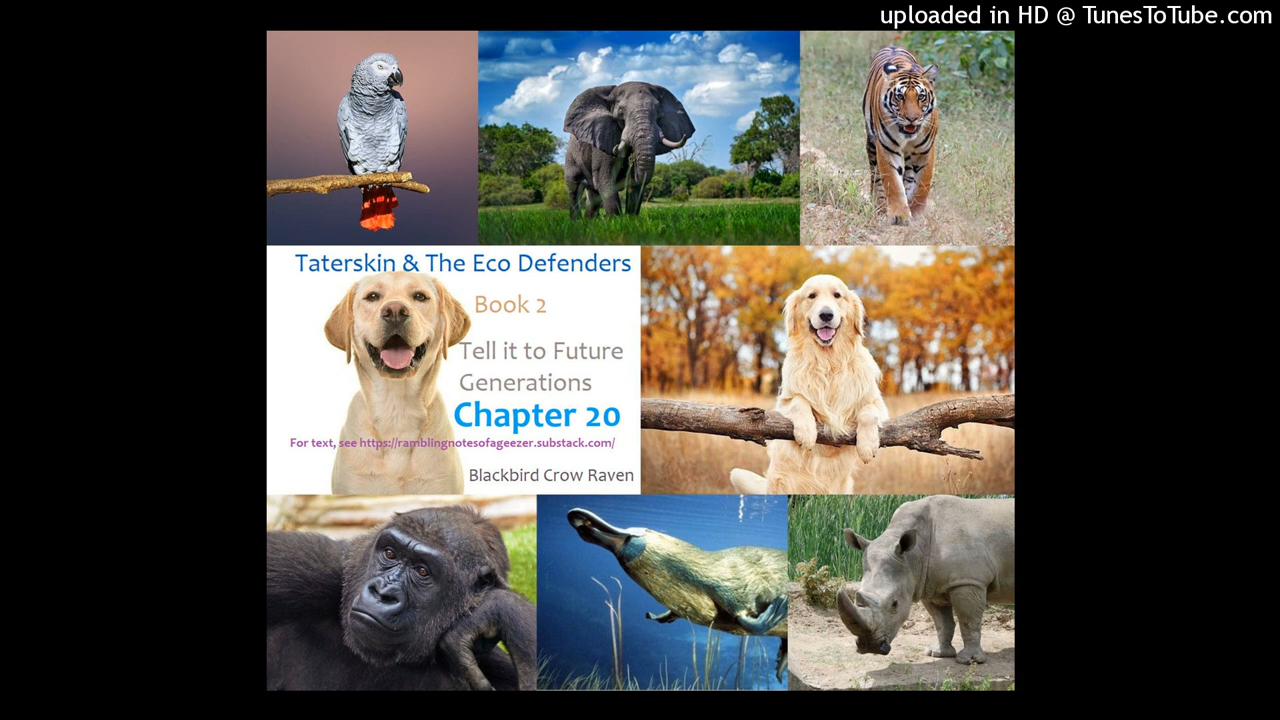 uploaded in HD @ TunesToTube.com
Taterskin & The Eco Defenders
Book 2
Tell it to Future
Generations
Chapter 20
For text, see https://ramblingnotesofageezer.substack.com/
Blackbird Crow Raven